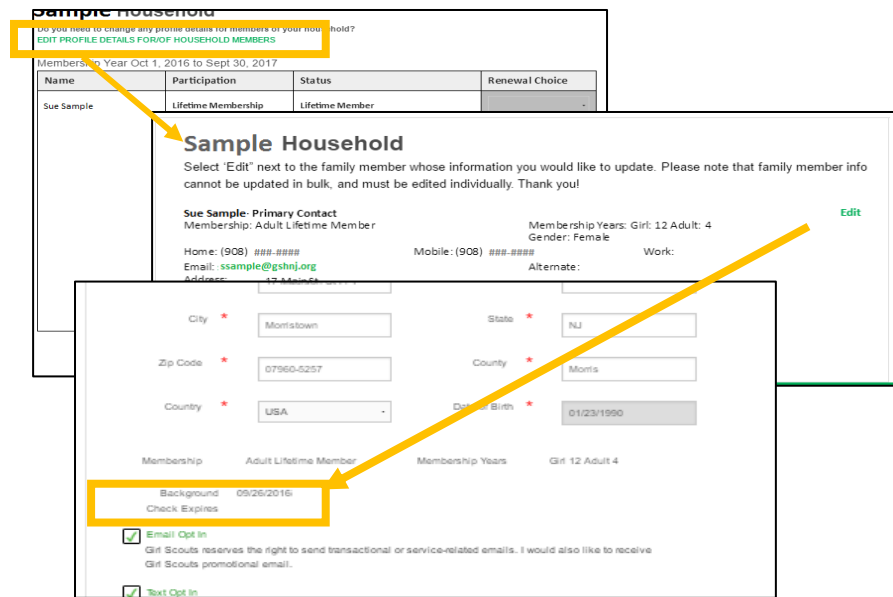 Sample Household
Do you need to change any profile details for members of your household?
EDIT PROFILE DETAILS FOR/OF HOUSEHOLD MEMBERS
Membership Year Oct 1, 2016 to Sept 30, 2017
Name Participation Status Renewal Choice
Sue Sample Lifetime Membership Lifetime Member
Sample Household
Select 'Edit" next to the family member whose information you would like to update. Please note that family member info
cannot be updated in bulk, and must be edited individually. Thank you!
Sue Sample- Primary Contact Edit
Membership: Adult Lifetime Member Membership Years: Girl: 12 Adult: 4
Gender: Female
Home: (908) ###-#### Mobile: (908) ###-#### Work:
Email: ssample@gshnj.org Alternate:
Address:
City * Morristown State * NJ
Zip Code * 07960-5257 County * Morris
Country * USA Date of Birth * 01/23/1990
Membership Adult Lifetime Member Membership Years Girl 12 Adult 4
Background 09/26/2016
Check Expires
Email Opt In
Girl Scouts reserves the right to send transactional or service-related emails. I would also like to receive
Girl Scouts promotional email.
Text Opt In